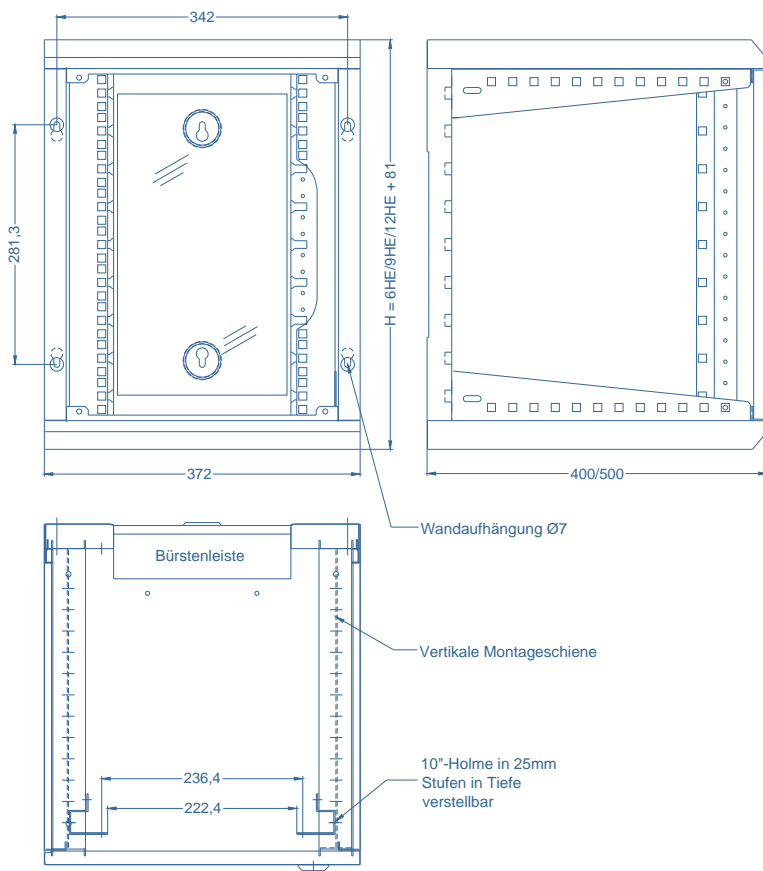 342
281,3
H = 6HE/9HE/12HE + 81
372
400/500
Wandaufhängung Ø7
Bürstenleiste
Vertikale Montageschiene
236,4
222,4
10"-Holme in 25mm
Stufen in Tiefe
verstellbar